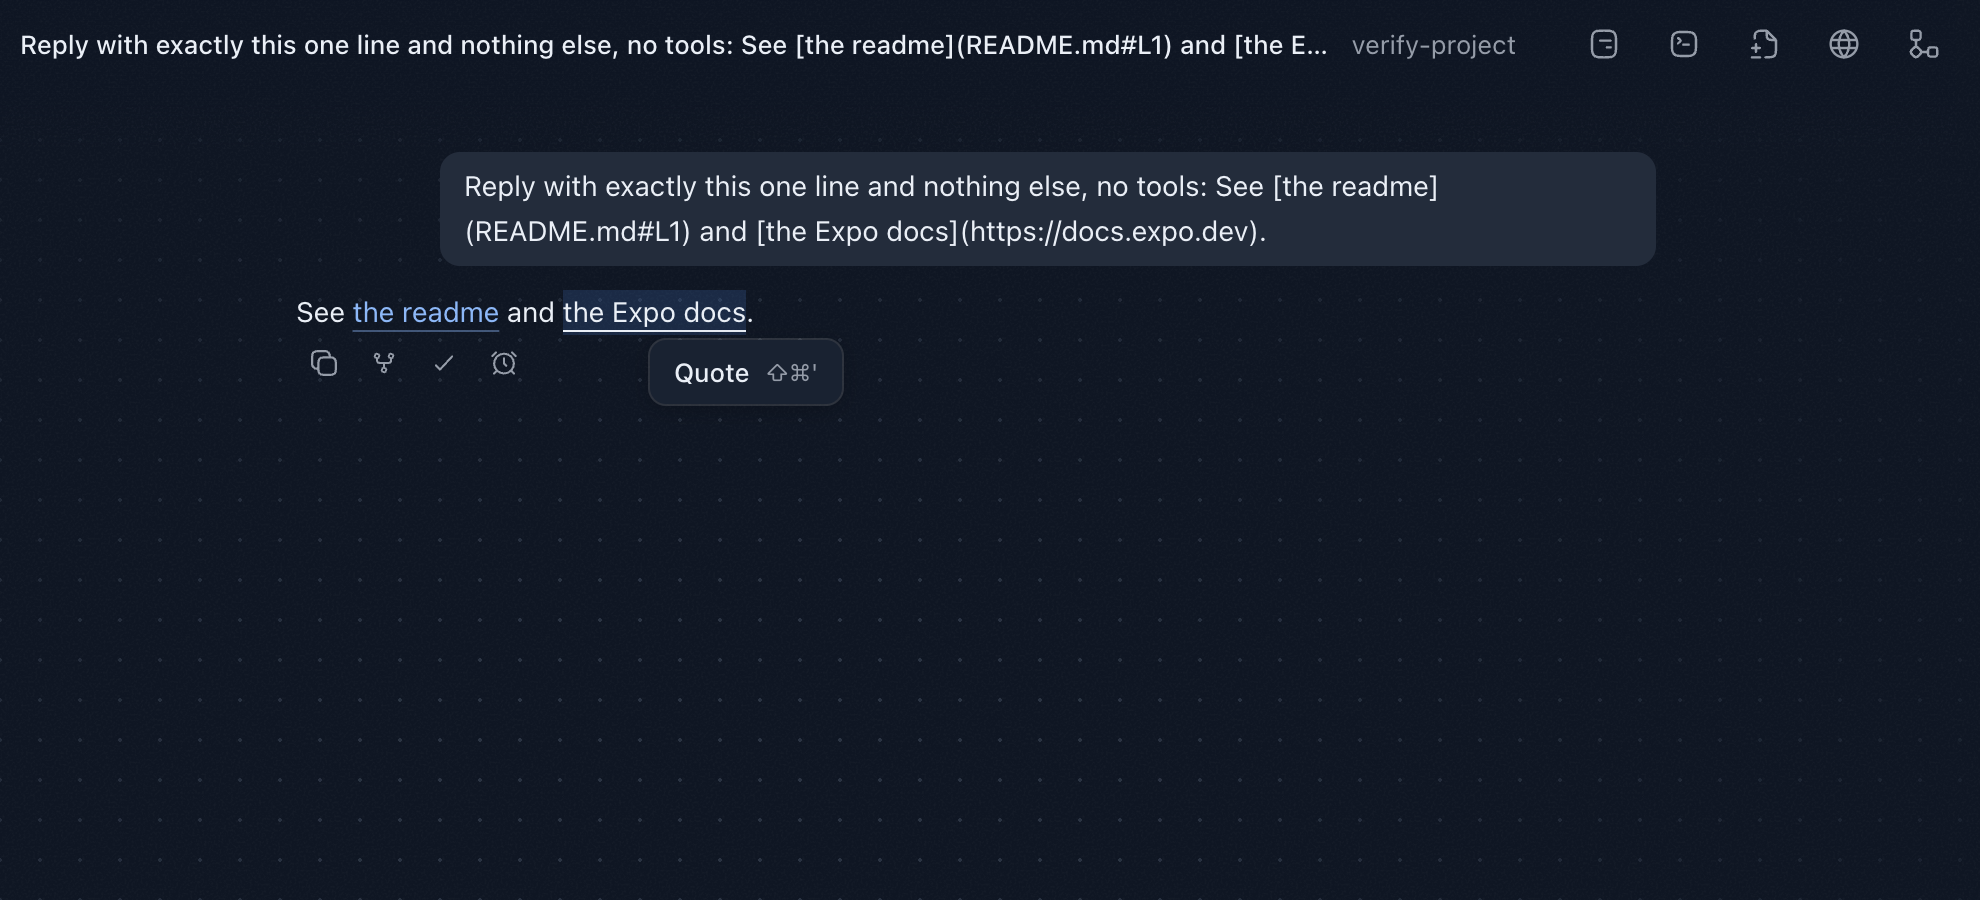 Reply with exactly this one line and nothing else, no tools: See [the readme](README.md#L1) and [the E... verify-project
Reply with exactly this one line and nothing else, no tools: See [the readme]
(README.md#L1) and [the Expo docs](https://docs.expo.dev).
See the readme and the Expo docs.
Quote ⇧⌘'